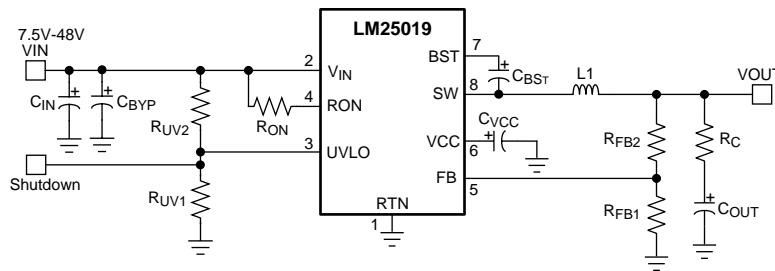 7.5V-48V
VIN
LM25019
2
VIN
BST
7
CBST
SW
8
L1
VOUT
CIN
CBYP
RUV2
RON
4
RON
3
UVLO
VCC
6
CVCC
FB
5
RFB2
RC
Shutdown
RUV1
RTN
1
RFB1
COUT